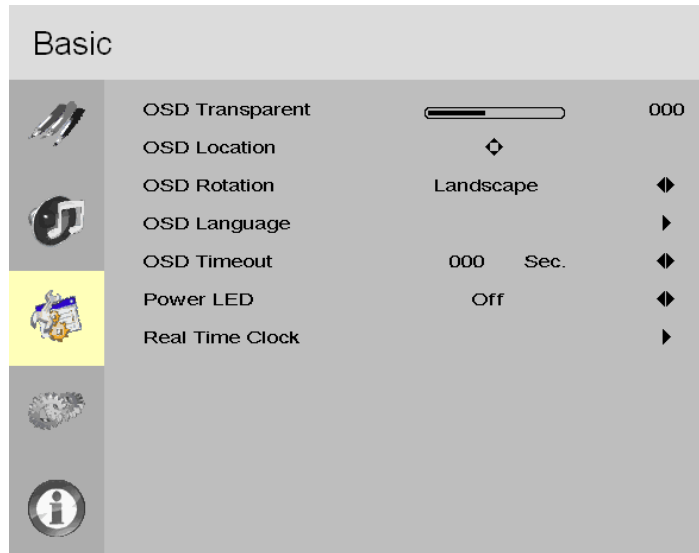 Basic
OSD Transparent 000
OSD Location
OSD Rotation Landscape
OSD Language
OSD Timeout 000 Sec.
Power LED Off
Real Time Clock